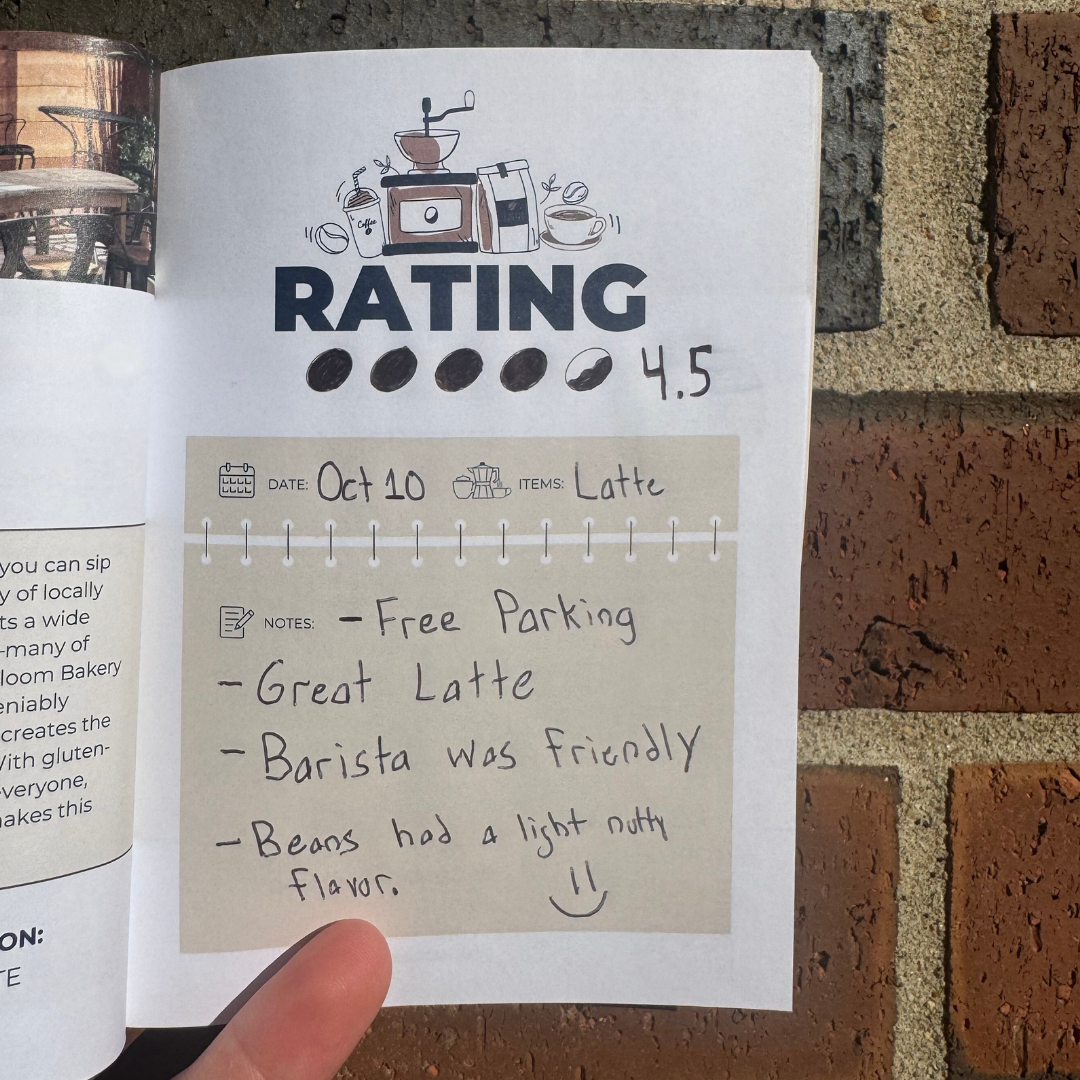 you can sip
y of locally
ts a wide
-many of
loom Bakery
eniably
creates the
With gluten-
everyone,
akes this
ON:
TE
Coffee
RATING
4.5
DATE: Oct 10 ITEMS: Latte
NOTES: - Free Parking
- Great Latte
- Barista was friendly
- Beans had a light nutty
flavor.